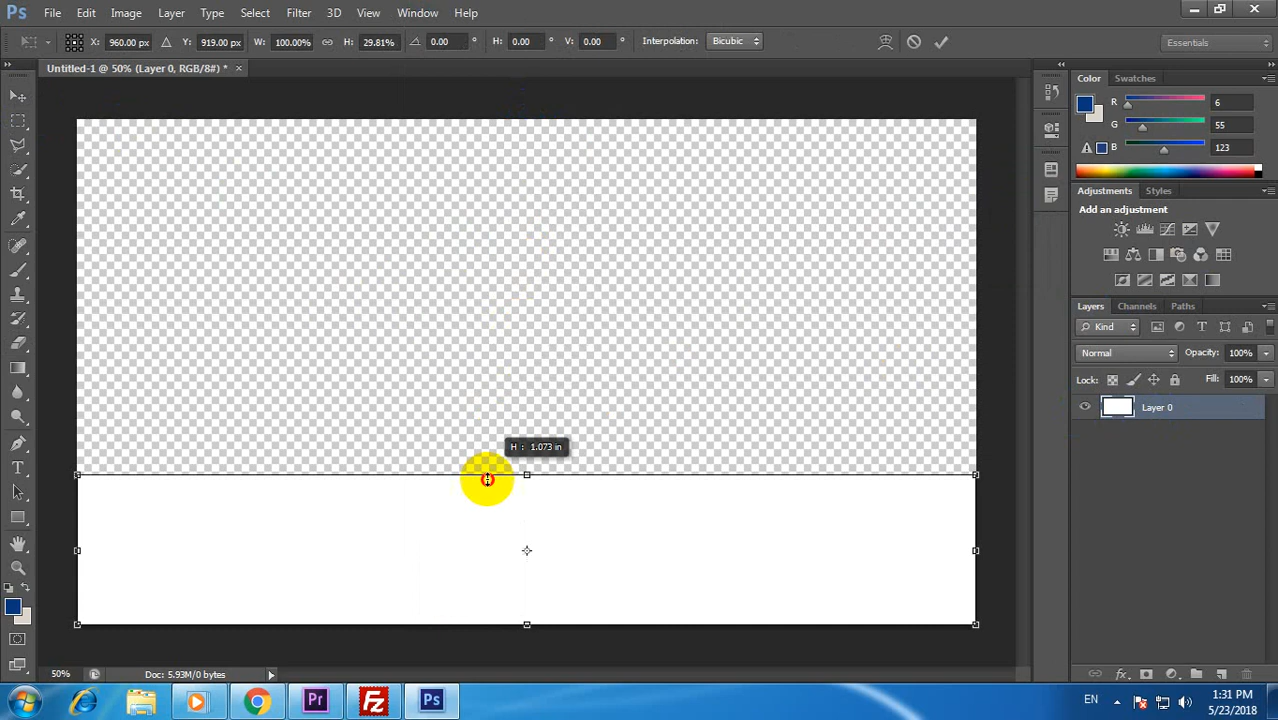 Ps File Edit Image Layer Type Select Filter 3D View Window Help
X: 960.00 px Y: 919.00 px W: 100.00% H: 29.81% 0.00 ° H: 0.00 ° V: 0.00 ° Interpolation: Bicubic Essentials
Untitled-1 @ 50% (Layer 0, RGB/8#) * ×
Color Swatches
R 6
G 55
B 123
Adjustments Styles
Add an adjustment
Layers Channels Paths
Kind
Normal Opacity: 100%
Lock: Fill: 100%
Layer 0
H : 1.073 in
50% Doc: 5.93M/0 bytes
Pr Fz Ps EN 1:31 PM
5/23/2018